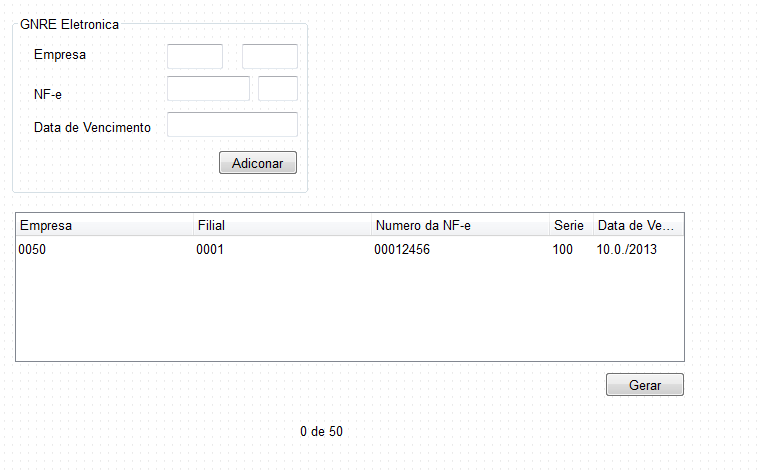 GNRE Eletronica
Empresa
NF-e
Data de Vencimento
Adiconar
Empresa Filial Numero da NF-e Serie Data de Ve...
0050 0001 00012456 100 10.0./2013
Gerar
0 de 50